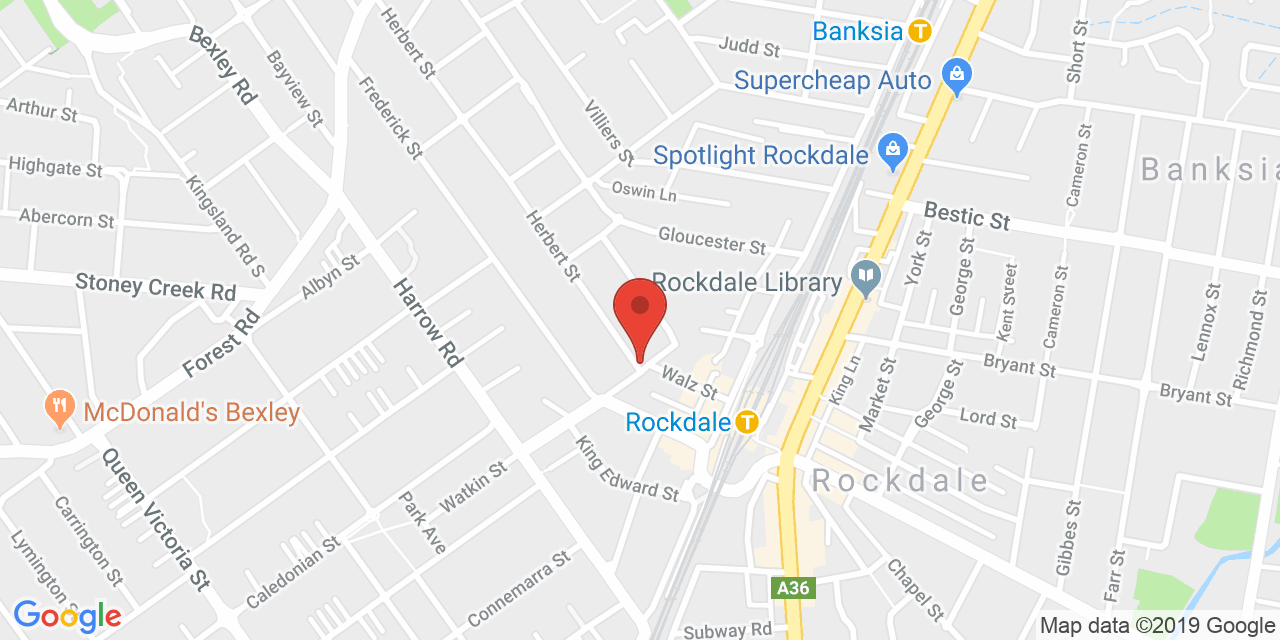 Banksia
T
Judd St
Short St
Bexley Rd
Herbert St
Bayview St
Supercheap Auto
Frederick St
Arthur St
Villiers St
Spotlight Rockdale
Cameron St
Banksia
Highgate St
Oswin Ln
Kingsland Rd S
Abercorn St
Bestic St
Gloucester St
Herbert St
York St
George St
Rockdale Library
Albyn St
Stoney Creek Rd
Kent Street
Cameron St
Lennox St
Richmond St
Harrow Rd
Forest Rd
Bryant St
Bryant St
Walz St
King Ln
Market St
George St
McDonald's Bexley
Lord St
Rockdale
T
King Edward St
Rockdale
Watkin St
Queen Victoria St
Park Ave
Carrington St
Gibbes St
Farr St
Caledonian St
Lymington S
Connemarra St
Chapel St
A36
Subway Rd
Google
Map data ©2019 Google